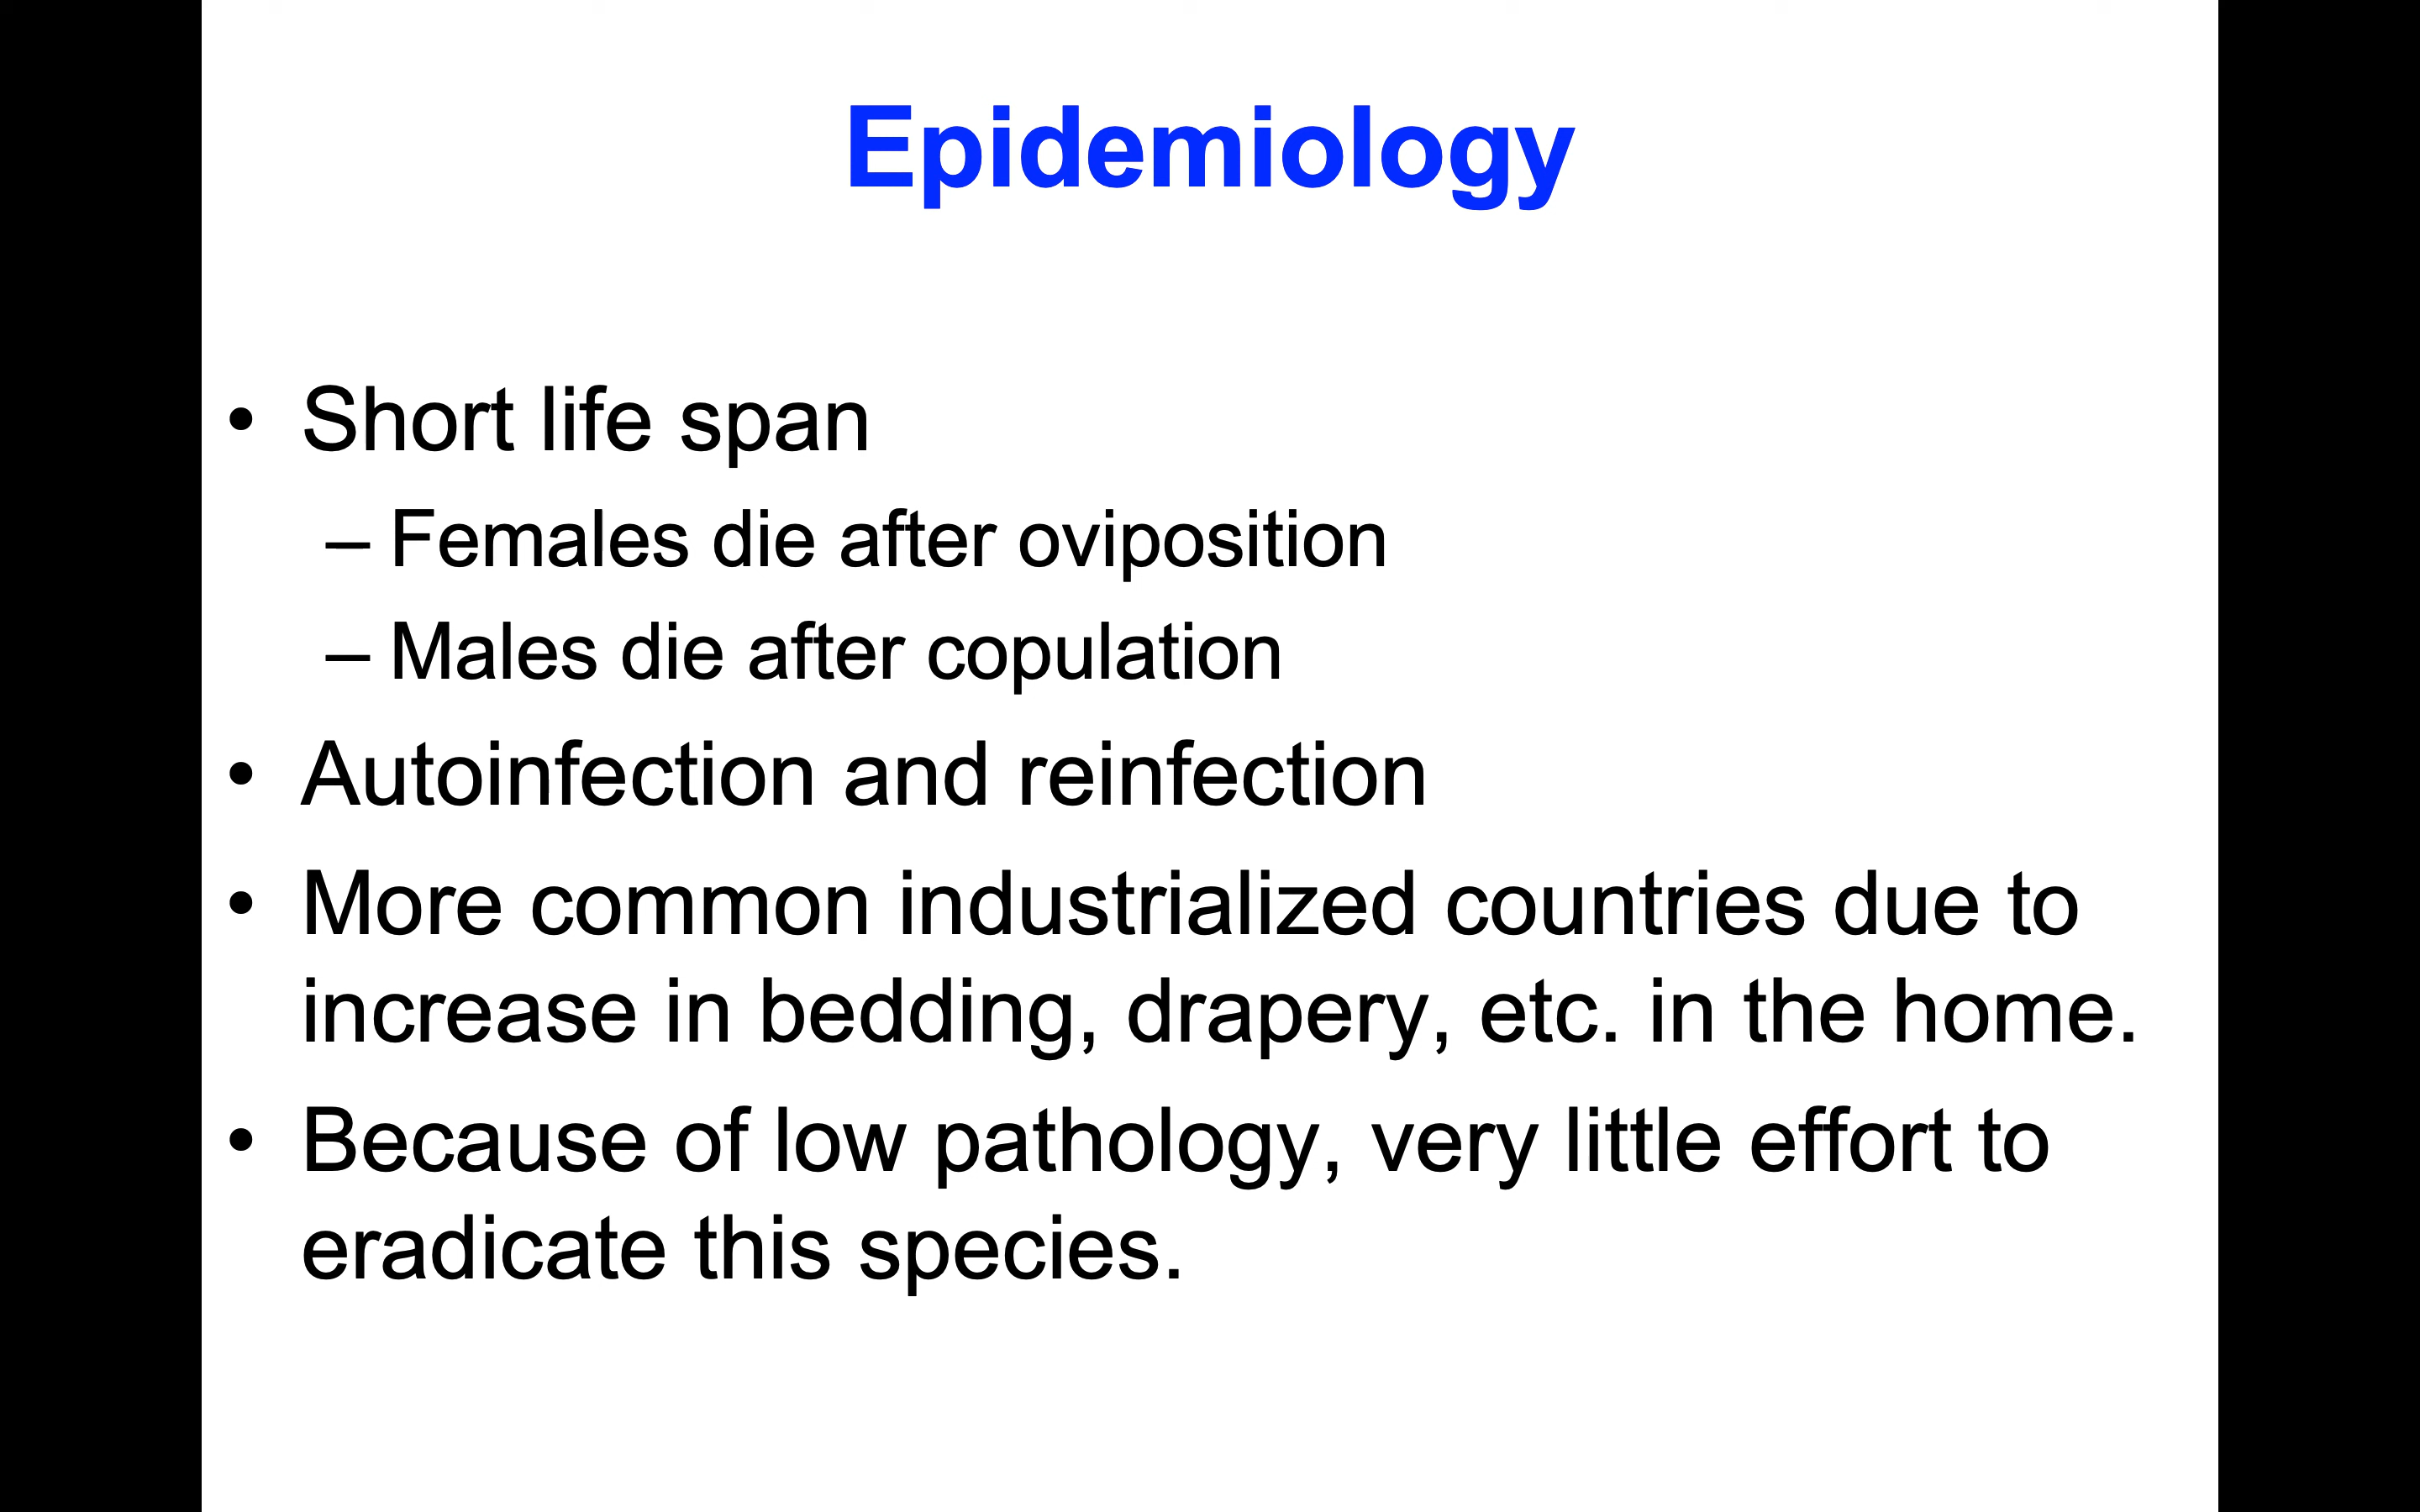 Epidemiology
• Short life span
– Females die after oviposition
– Males die after copulation
• Autoinfection and reinfection
• More common industrialized countries due to
increase in bedding, drapery, etc. in the home.
• Because of low pathology, very little effort to
eradicate this species.